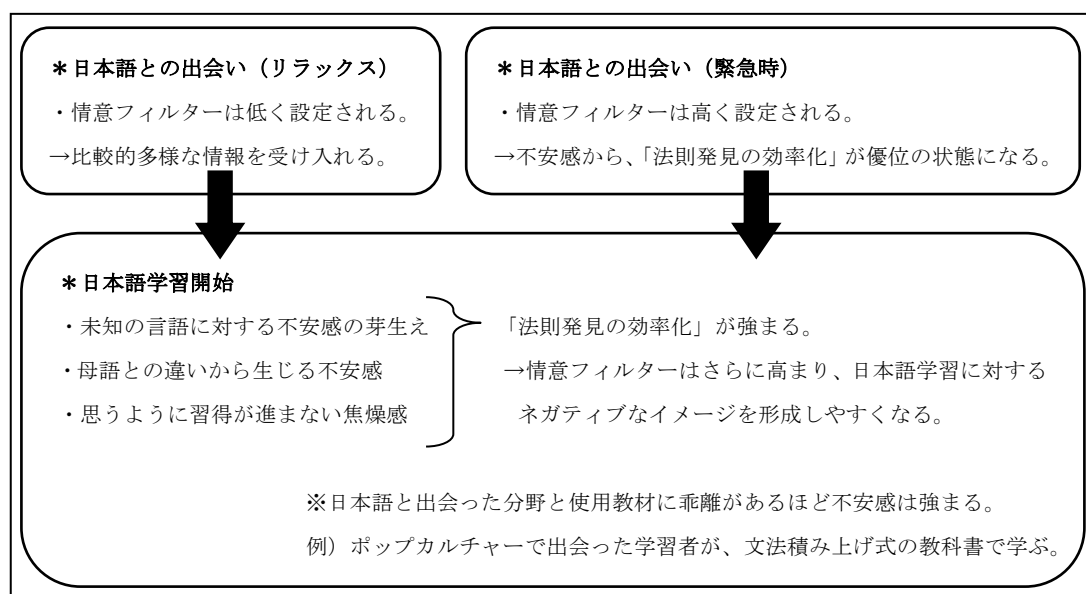 ＊日本語との出会い（リラックス）
・情意フィルターは低く設定される。
→比較的多様な情報を受け入れる。
＊日本語との出会い（緊急時）
・情意フィルターは高く設定される。
→不安感から、「法則発見の効率化」が優位の状態になる。
＊日本語学習開始
・未知の言語に対する不安感の芽生え
・母語との違いから生じる不安感
・思うように習得が進まない焦燥感
「法則発見の効率化」が強まる。
→情意フィルターはさらに高まり、日本語学習に対する
ネガティブなイメージを形成しやすくなる。
※日本語と出会った分野と使用教材に乖離があるほど不安感は強まる。
例）ポップカルチャーで出会った学習者が、文法積み上げ式の教科書で学ぶ。